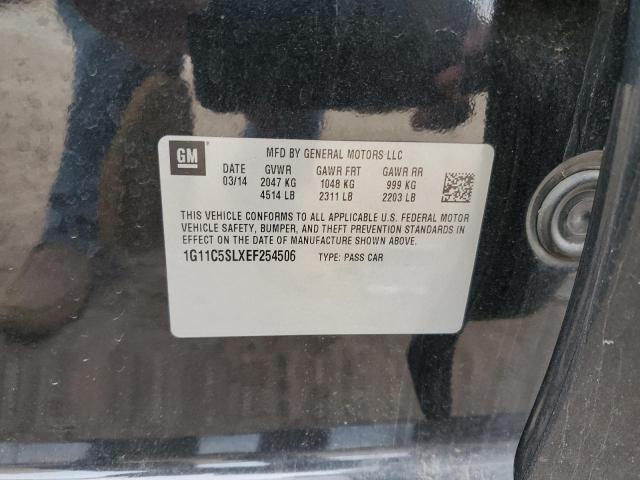 GM
MFD BY GENERAL MOTORS LLC
DATE GVWR GAWR FRT GAWR RR
03/14 2047 KG 1048 KG 999 KG
4514 LB 2311 LB 2203 LB
THIS VEHICLE CONFORMS TO ALL APPLICABLE U.S. FEDERAL MOTOR
VEHICLE SAFETY, BUMPER, AND THEFT PREVENTION STANDARDS
IN EFFECT ON THE DATE OF MANUFACTURE SHOWN ABOVE.
1G11C5SLXEF254506 TYPE: PASS CAR